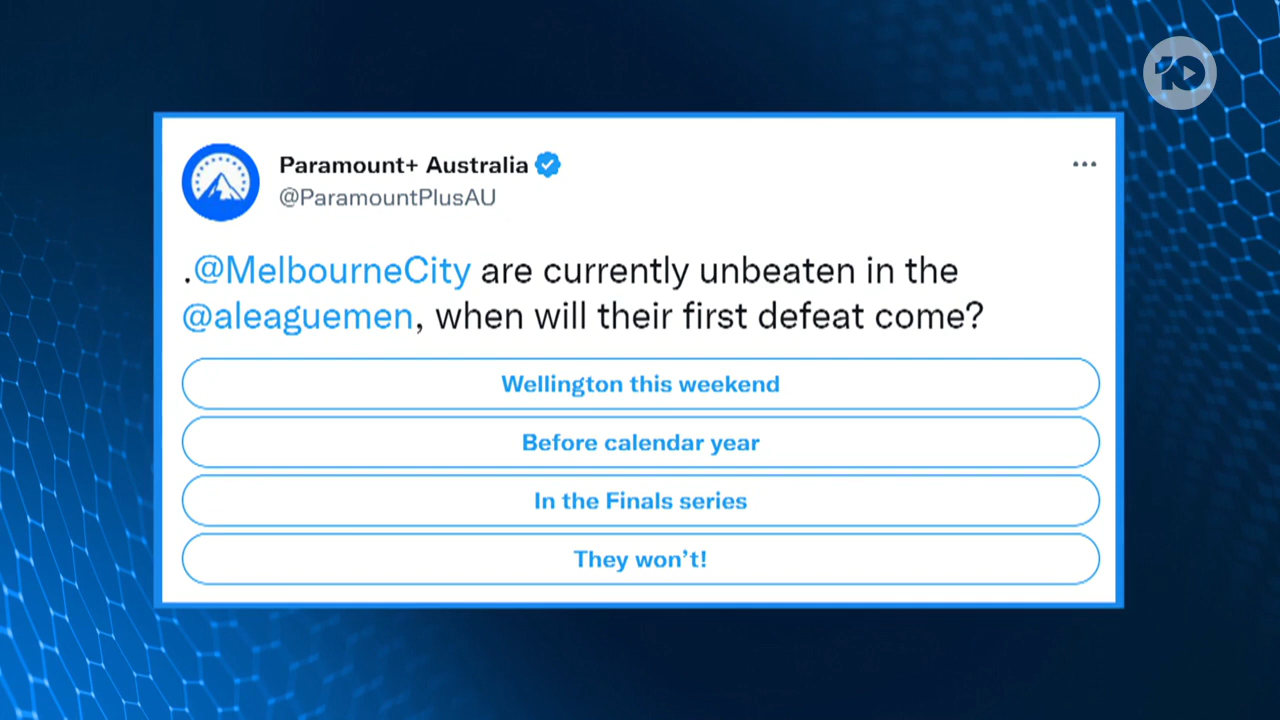 10
Paramount+ Australia
@ParamountPlusAU
.@MelbourneCity are currently unbeaten in the
@aleaguemen, when will their first defeat come?
Wellington this weekend
Before calendar year
In the Finals series
They won’t!